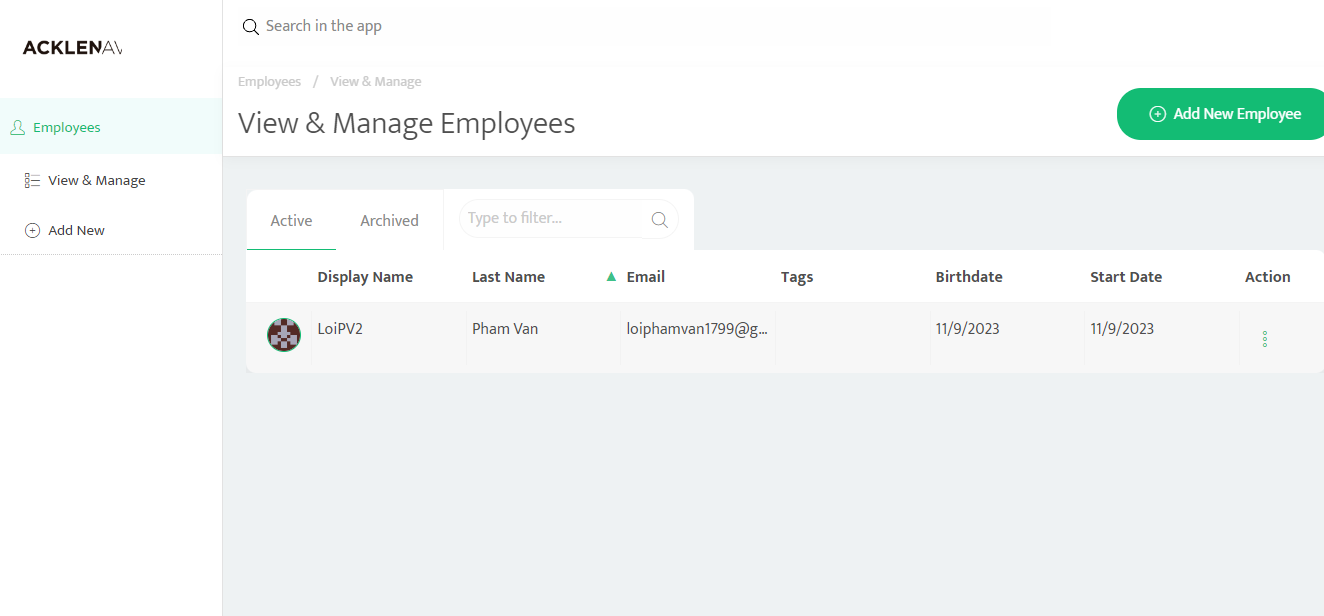 ACKLENAV
Search in the app
Employees / View & Manage
View & Manage Employees
Add New Employee
Employees
View & Manage
Add New
Active Archived Type to filter...
Display Name Last Name Email Tags Birthdate Start Date Action
LoiPV2 Pham Van loiphamvan1799@g... 11/9/2023 11/9/2023